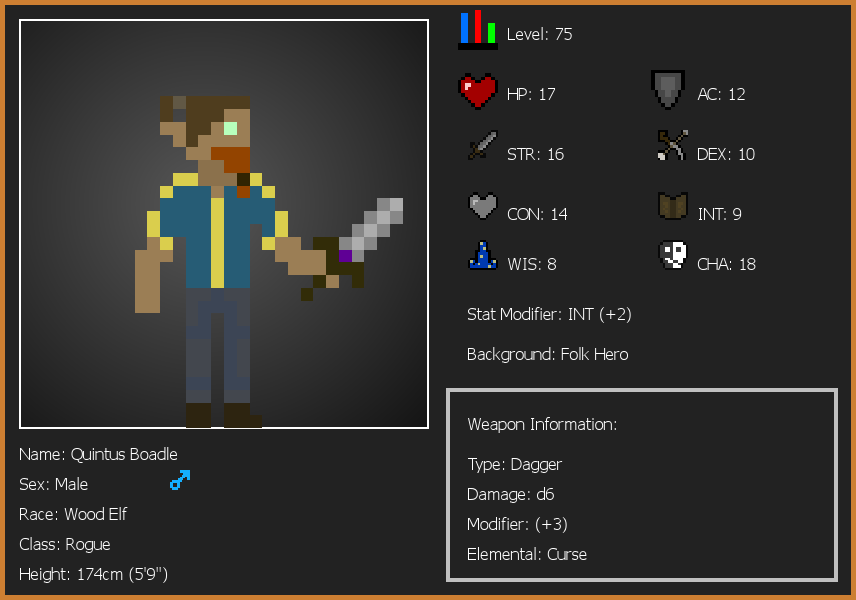 Level: 75
HP: 17
AC: 12
STR: 16
DEX: 10
CON: 14
INT: 9
WIS: 8
CHA: 18
Stat Modifier: INT (+2)
Background: Folk Hero
Weapon Information:
Type: Dagger
Damage: d6
Modifier: (+3)
Elemental: Curse
Name: Quintus Boadle
Sex: Male
Race: Wood Elf
Class: Rogue
Height: 174cm (5'9")